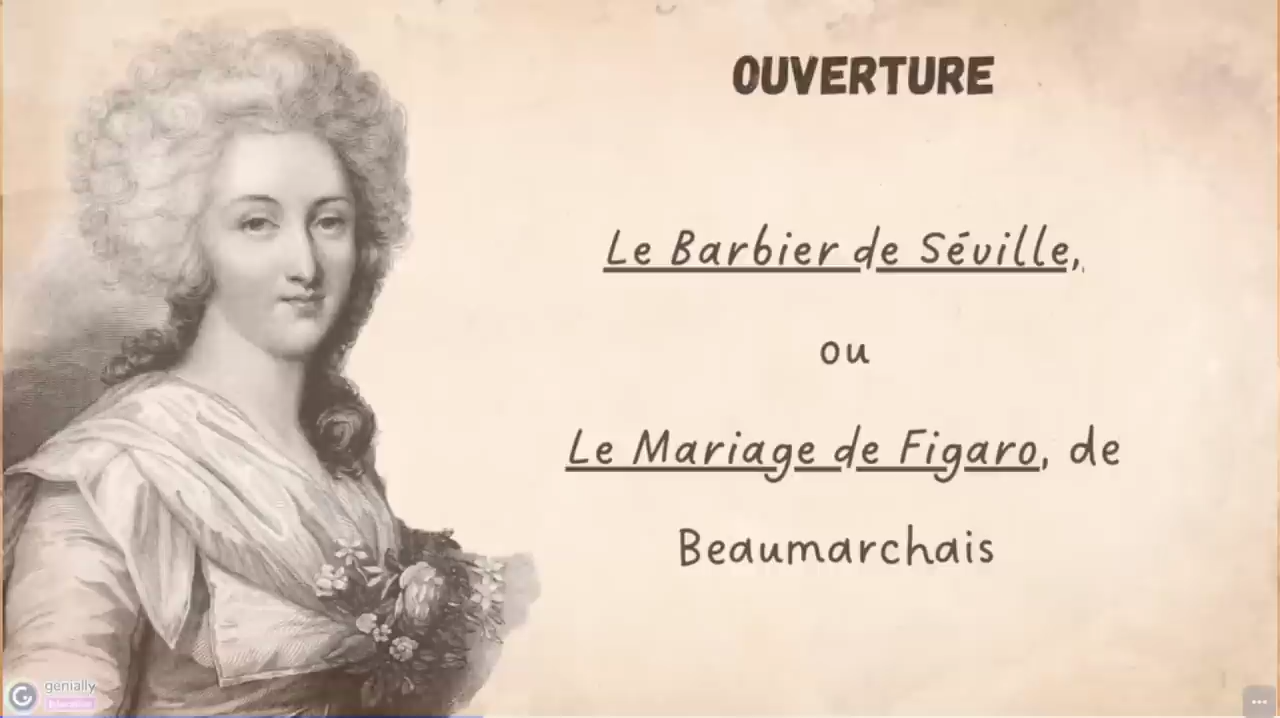 OUVERTURE
Le Barbier de Séville,
ou
Le Mariage de Figaro, de
Beaumarchais
genially